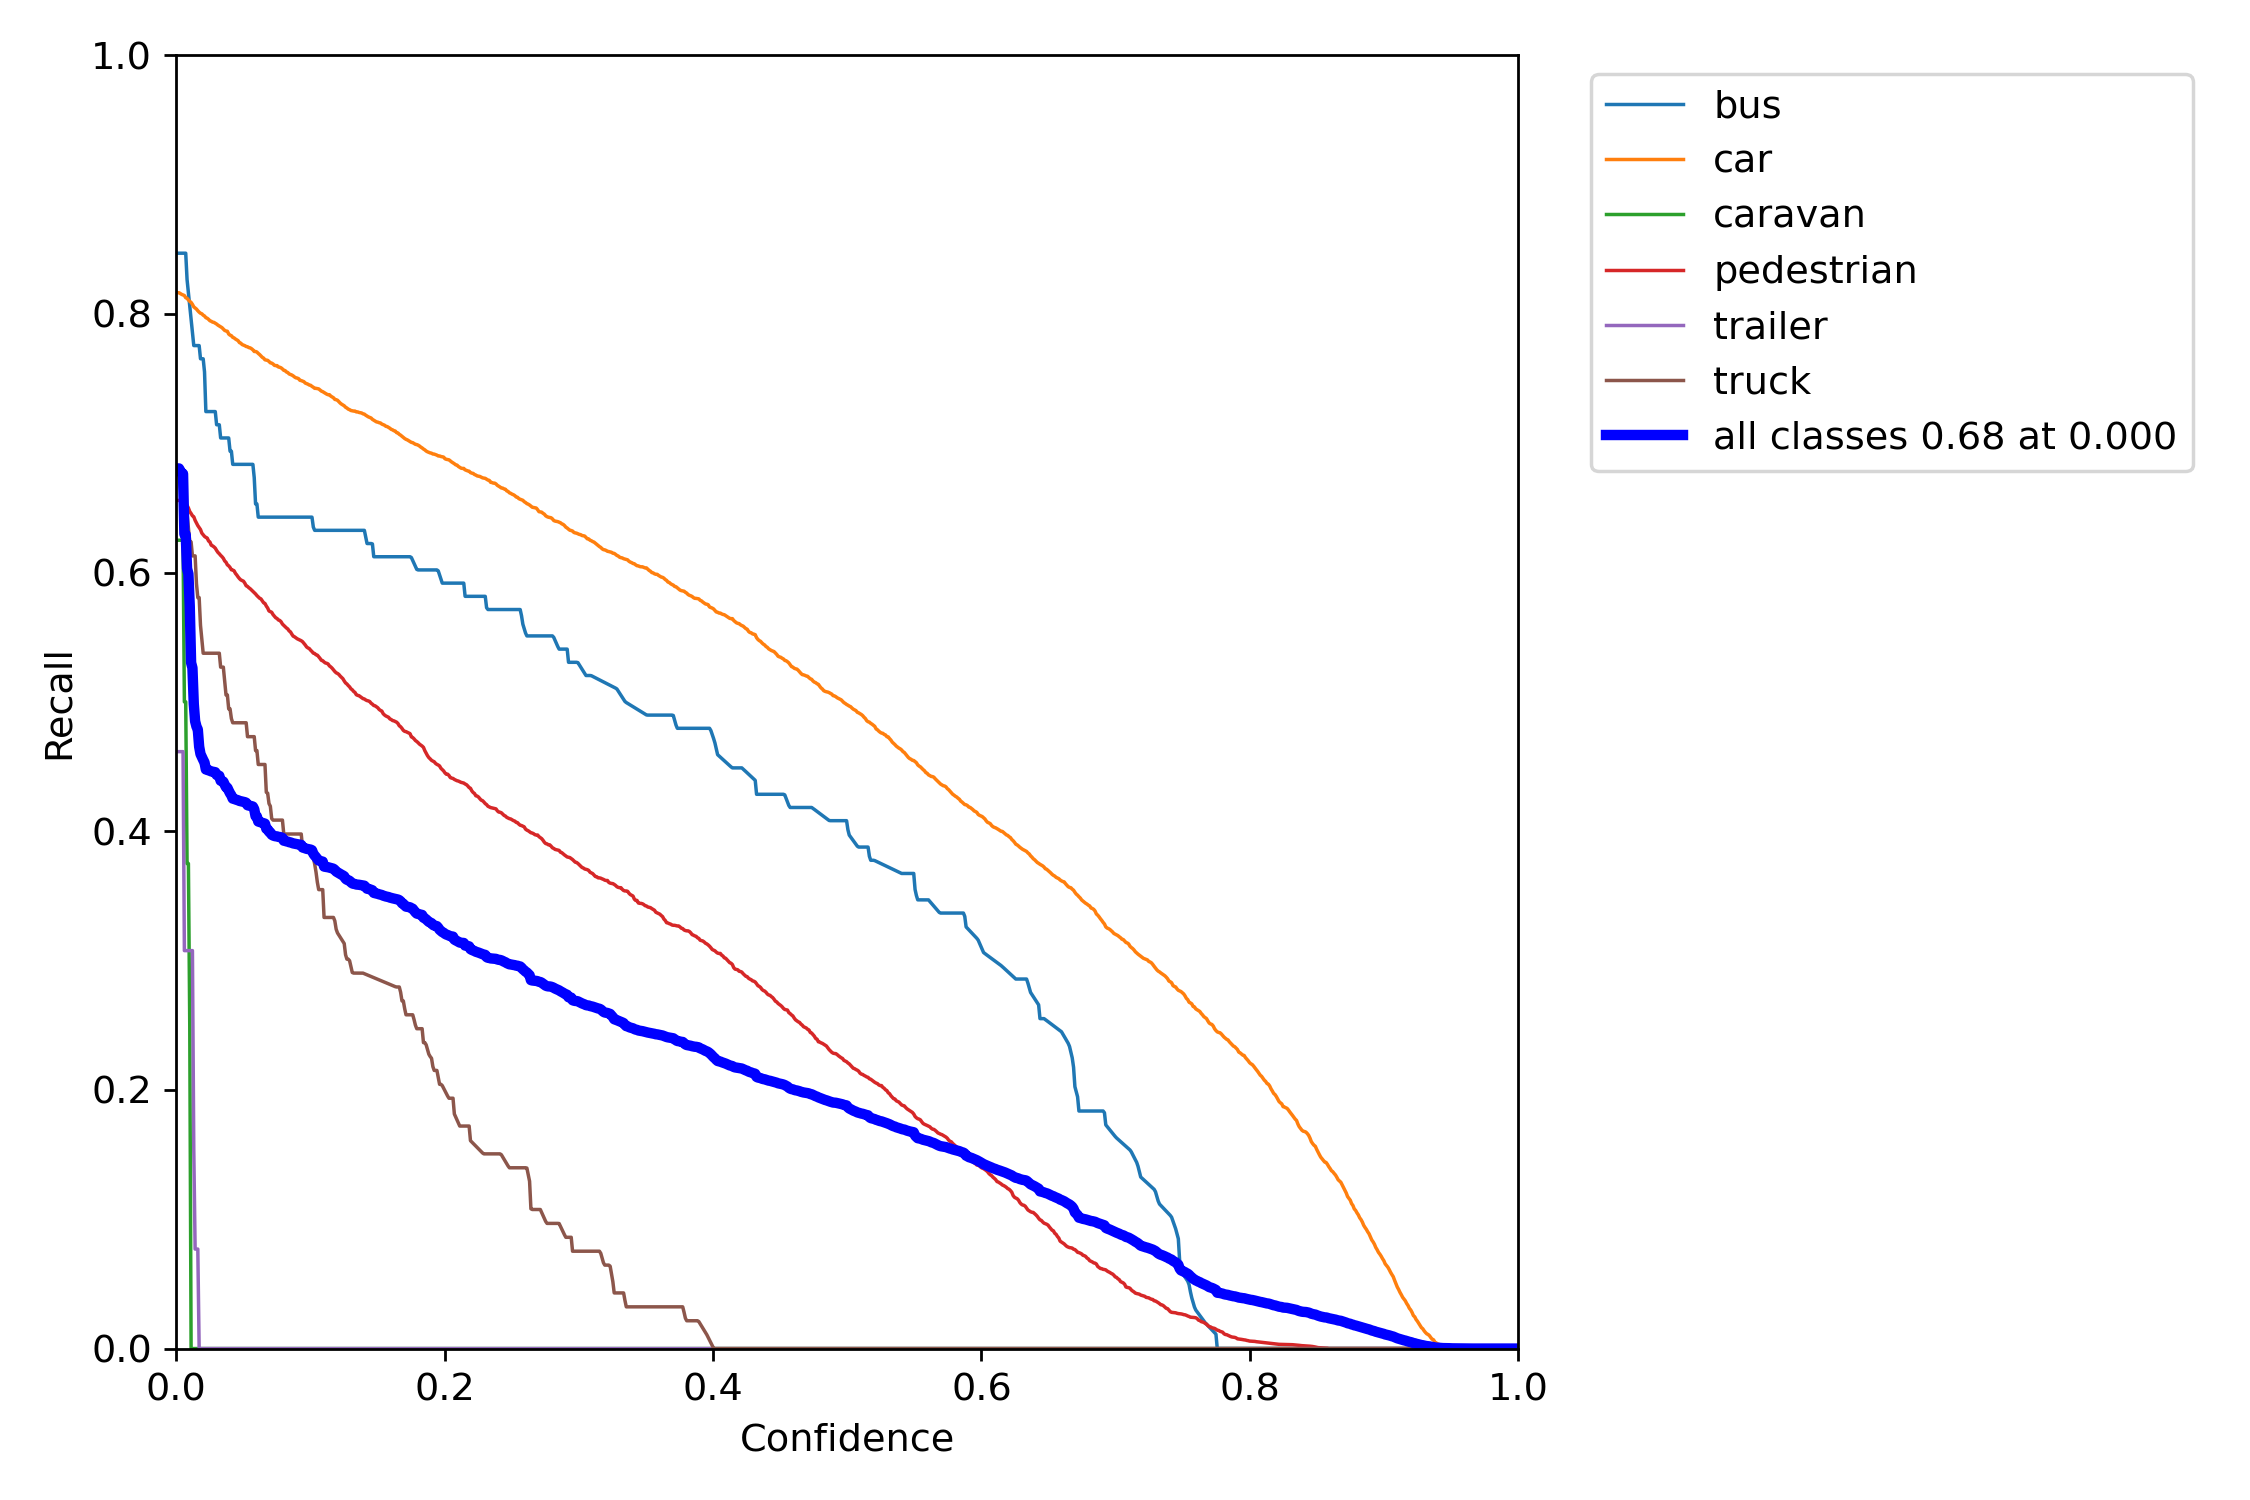 1.0
0.8
0.6
0.4
0.2
0.0
Recall
0.0 0.2 0.4 0.6 0.8 1.0
Confidence
bus
car
caravan
pedestrian
trailer
truck
all classes 0.68 at 0.000